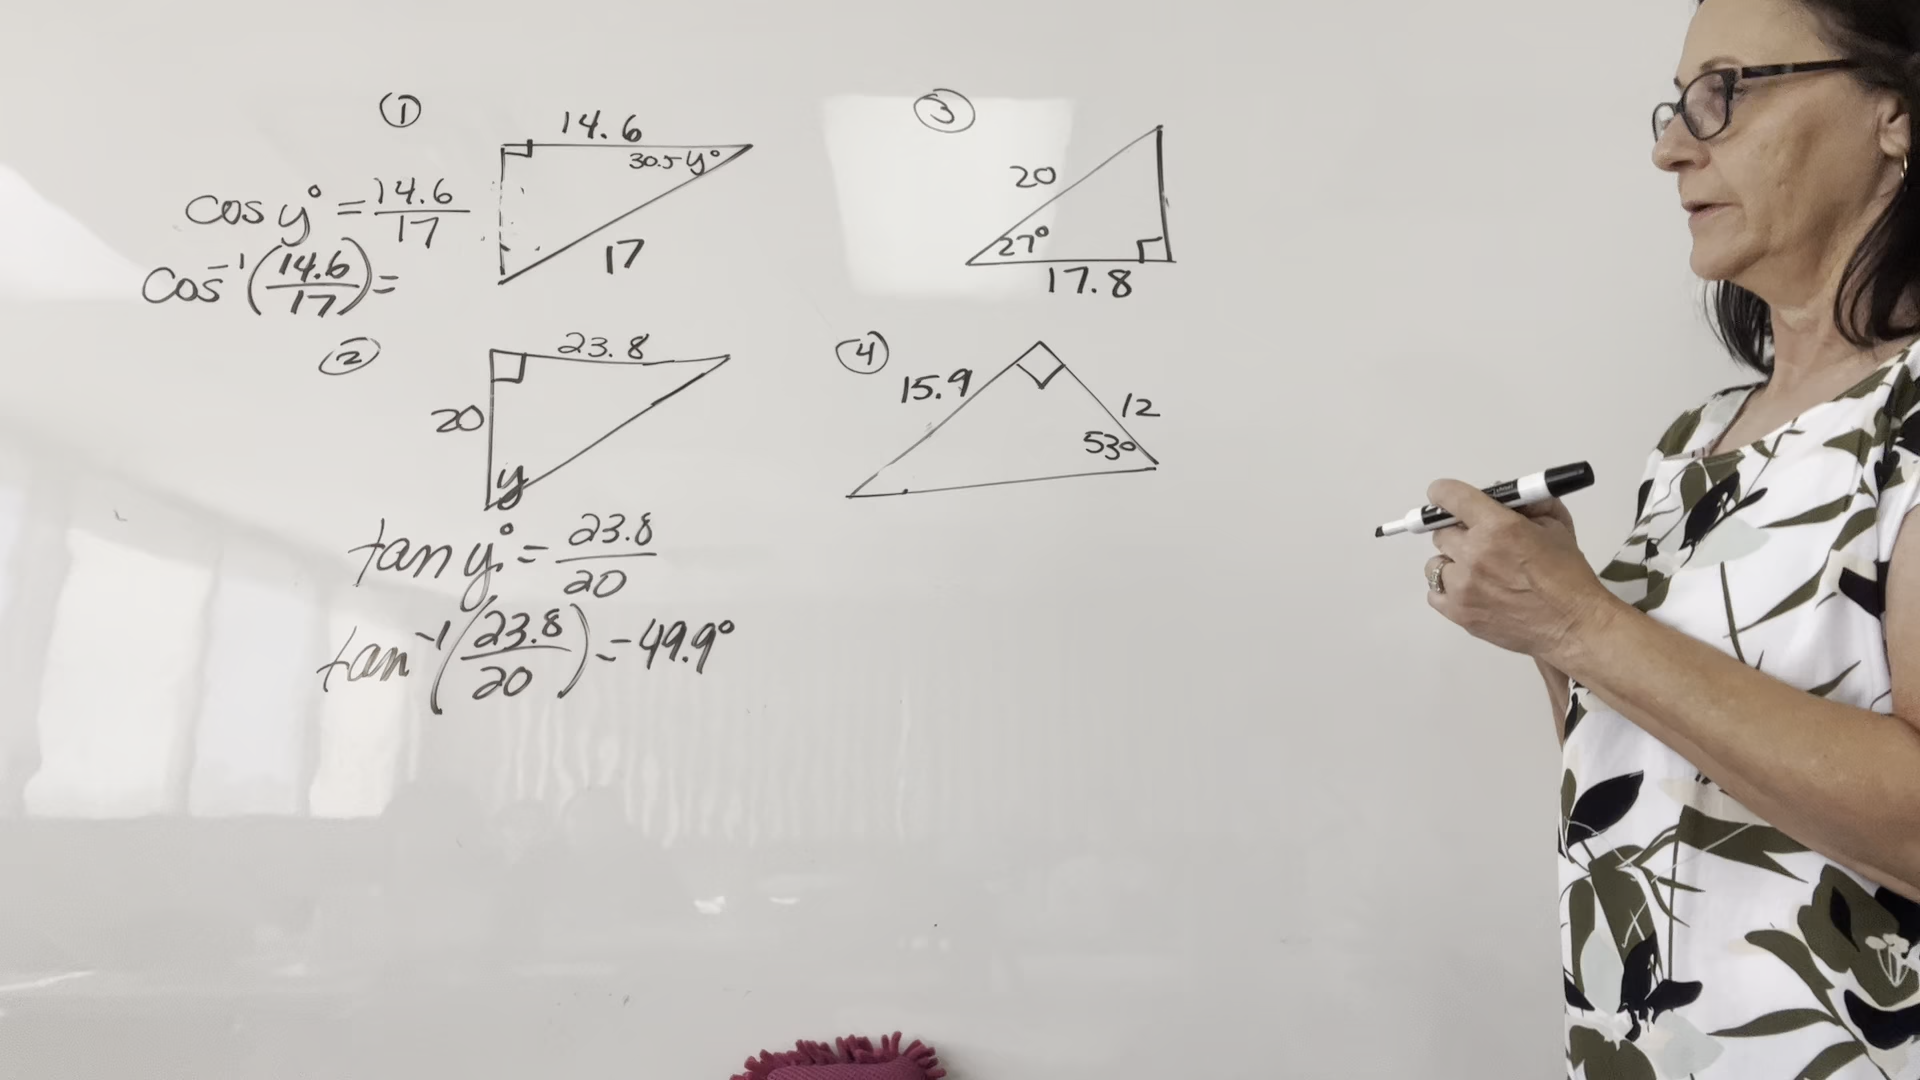 ①
14.6
30.5 y°
cos y° = 14.6/17
17
cos⁻¹(14.6/17) =
②
23.8
20
y
tan y° = 23.8/20
tan⁻¹(23.8/20) = 49.9°
③
20
27°
17.8
④
15.9
12
53°